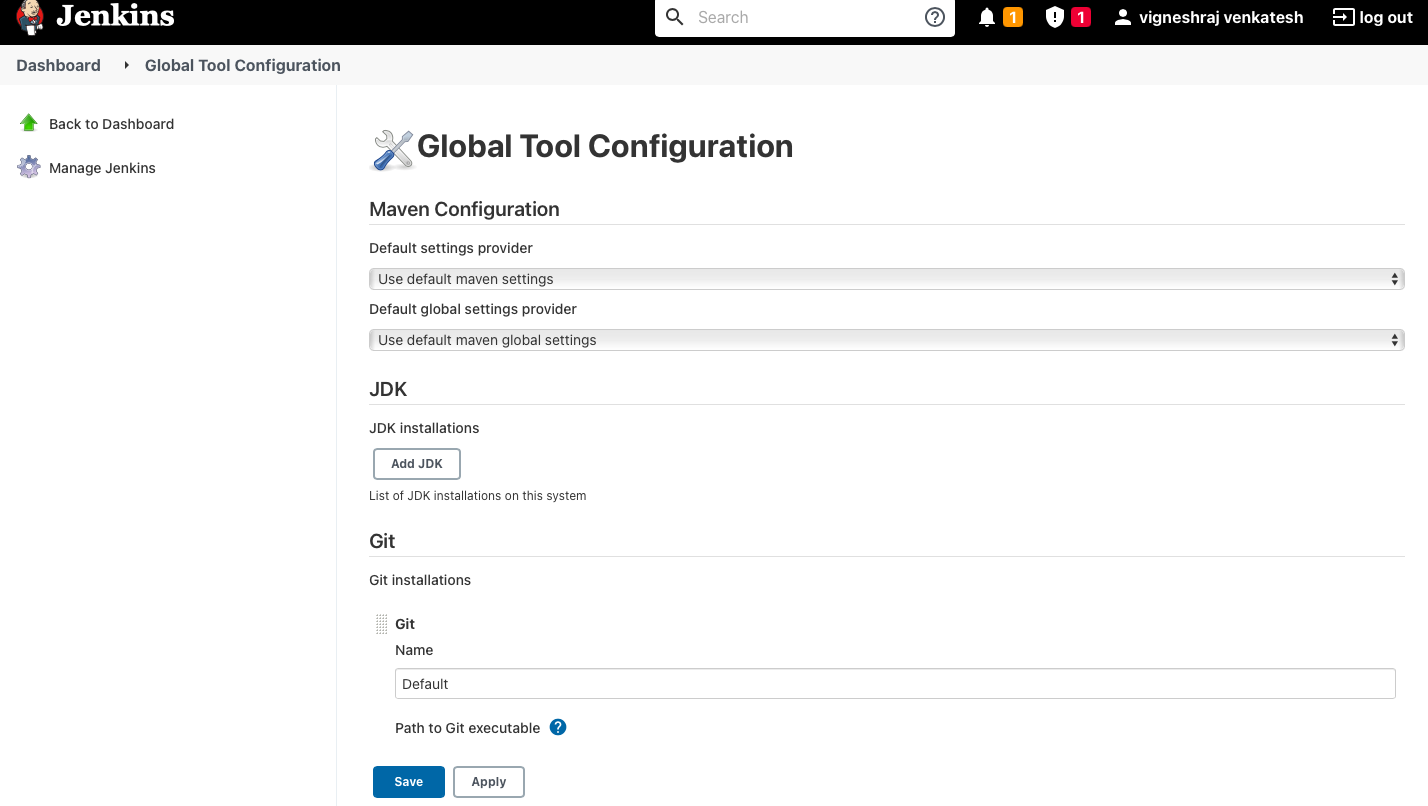 Jenkins
Search
1
1
vigneshraj venkatesh
log out
Dashboard
Global Tool Configuration
Back to Dashboard
Manage Jenkins
Global Tool Configuration
Maven Configuration
Default settings provider
Use default maven settings
Default global settings provider
Use default maven global settings
JDK
JDK installations
Add JDK
List of JDK installations on this system
Git
Git installations
Git
Name
Default
Path to Git executable ?
Save
Apply